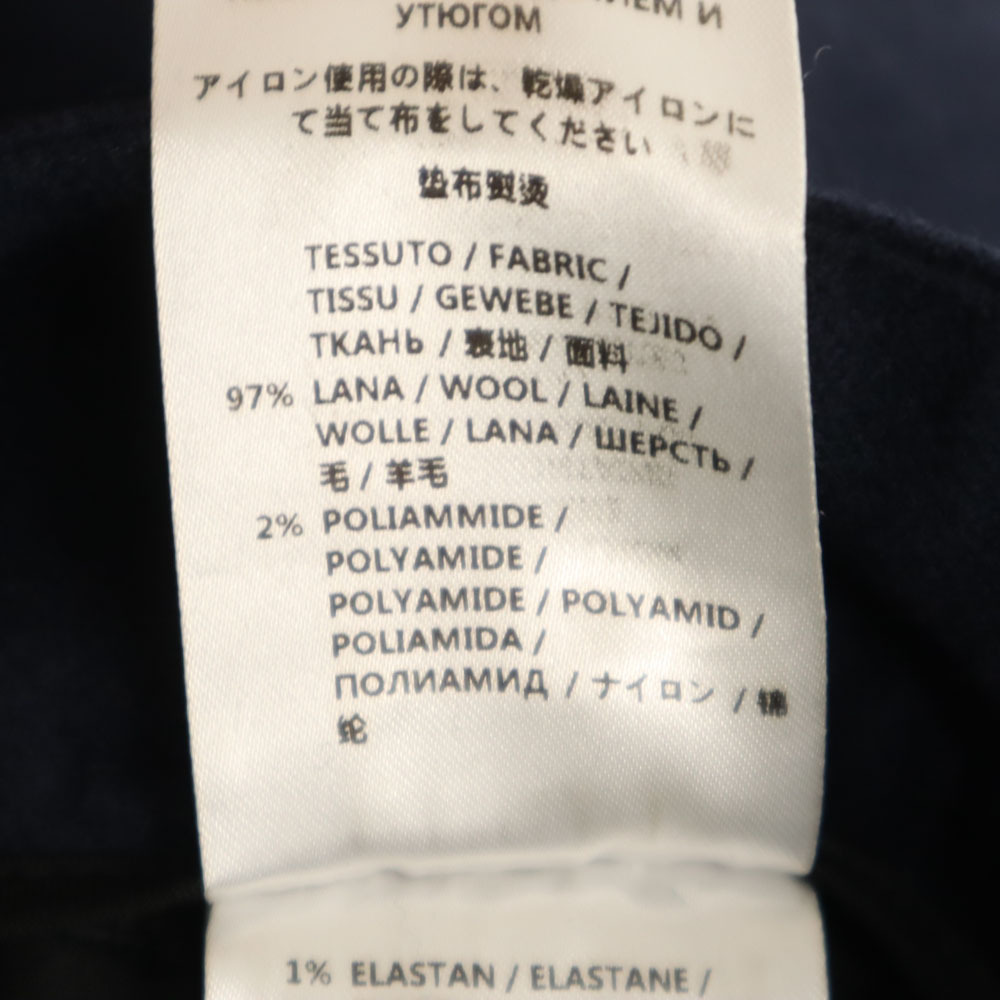 И
УТЮГОМ
アイロン使用の際は、乾燥アイロンに
て当て布をしてください
垫布熨烫
TESSUTO / FABRIC /
TISSU / GEWEBE / TEJIDO /
ТКАНЬ / 表地 / 面料
97% LANA / WOOL / LAINE /
WOLLE / LANA / ШЕРСТЬ /
毛 / 羊毛
2% POLIAMMIDE /
POLYAMIDE /
POLYAMIDE / POLYAMID /
POLIAMIDA /
ПОЛИАМИД / ナイロン / 锦
纶
1% ELASTAN / ELASTANE /